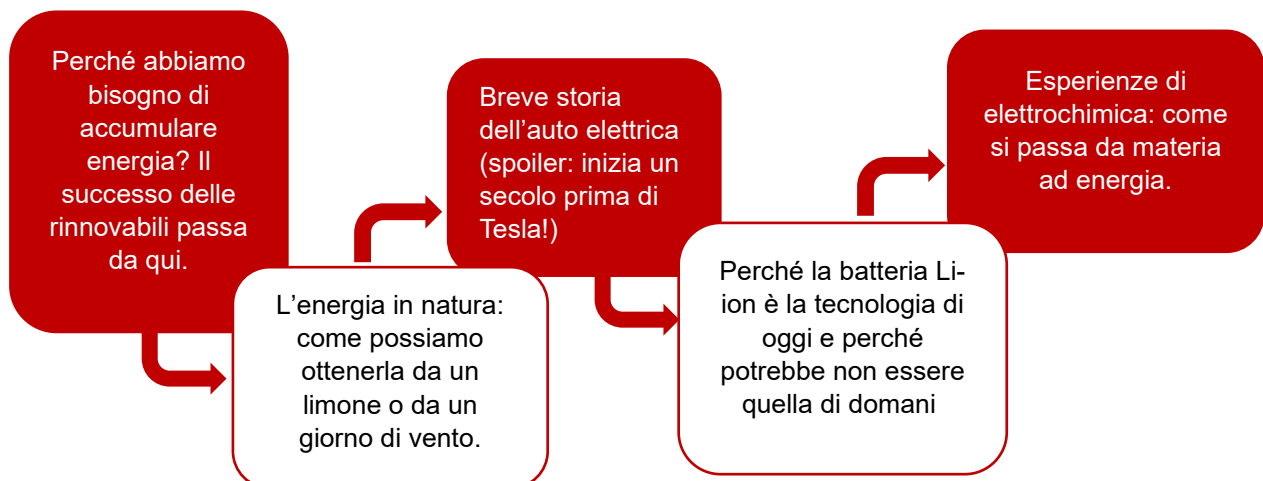 Perché abbiamo
bisogno di
accumulare
energia? Il
successo delle
rinnovabili passa
da qui.
L’energia in natura:
come possiamo
ottenerla da un
limone o da un
giorno di vento.
Breve storia
dell’auto elettrica
(spoiler: inizia un
secolo prima di
Tesla!)
Perché la batteria Li-
ion è la tecnologia di
oggi e perché
potrebbe non essere
quella di domani
Esperienze di
elettrochimica: come
si passa da materia
ad energia.